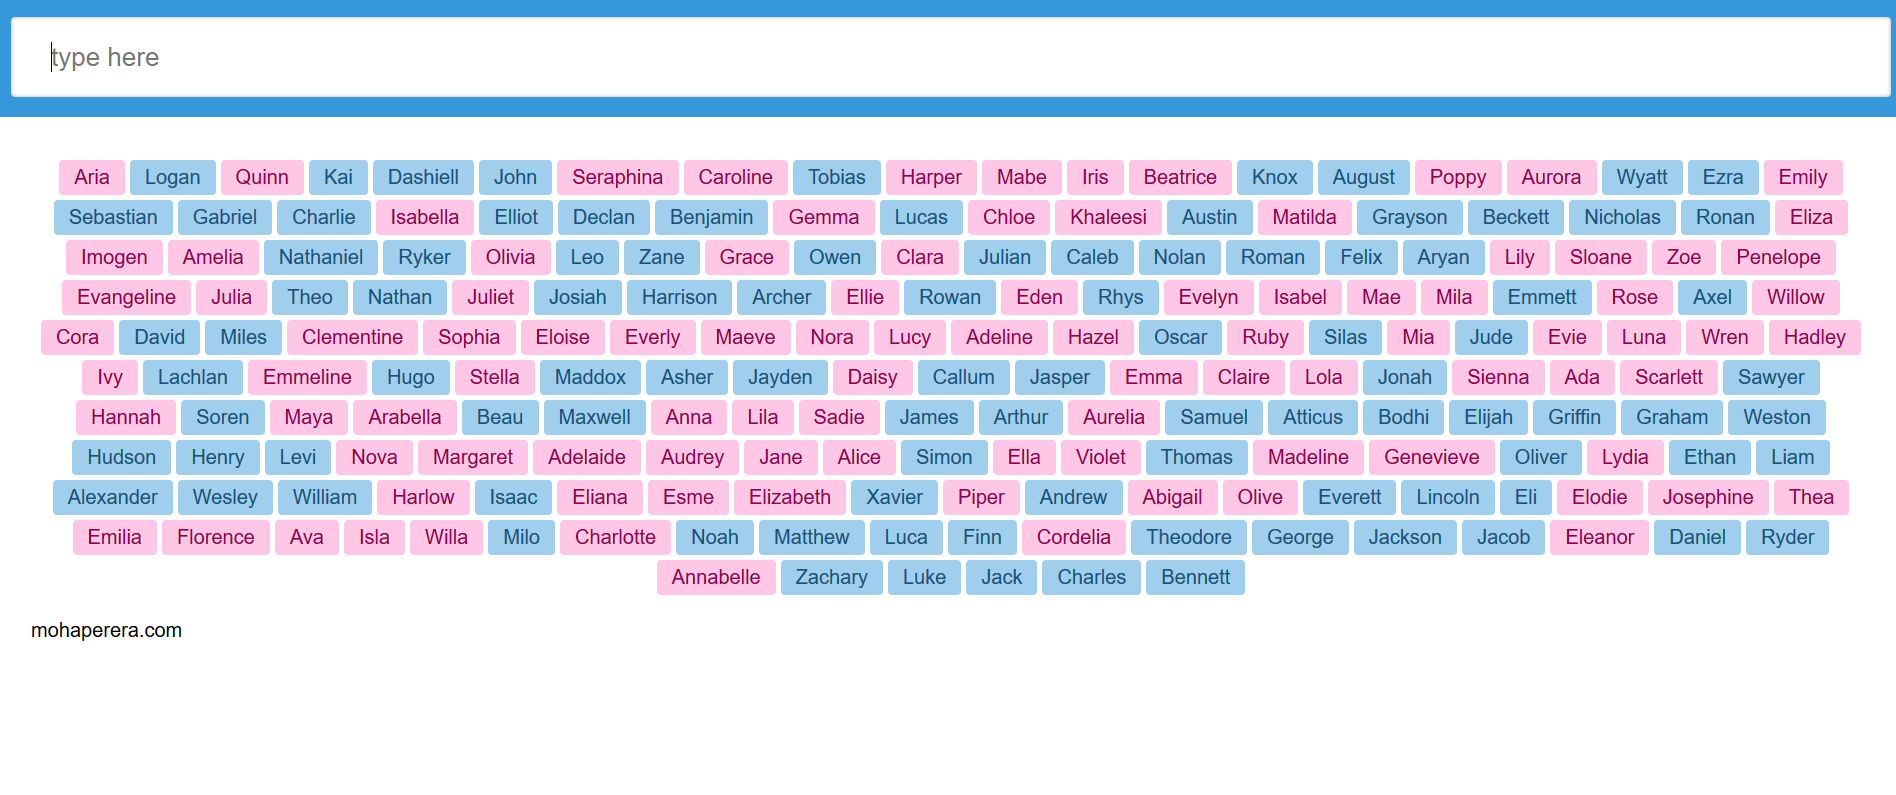 type here
Aria Logan Quinn Kai Dashiell John Seraphina Caroline Tobias Harper Mabe Iris Beatrice Knox August Poppy Aurora Wyatt Ezra Emily
Sebastian Gabriel Charlie Isabella Elliot Declan Benjamin Gemma Lucas Chloe Khaleesi Austin Matilda Grayson Beckett Nicholas Ronan Eliza
Imogen Amelia Nathaniel Ryker Olivia Leo Zane Grace Owen Clara Julian Caleb Nolan Roman Felix Aryan Lily Sloane Zoe Penelope
Evangeline Julia Theo Nathan Juliet Josiah Harrison Archer Ellie Rowan Eden Rhys Evelyn Isabel Mae Mila Emmett Rose Axel Willow
Cora David Miles Clementine Sophia Eloise Everly Maeve Nora Lucy Adeline Hazel Oscar Ruby Silas Mia Jude Evie Luna Wren Hadley
Ivy Lachlan Emmeline Hugo Stella Maddox Asher Jayden Daisy Callum Jasper Emma Claire Lola Jonah Sienna Ada Scarlett Sawyer
Hannah Soren Maya Arabella Beau Maxwell Anna Lila Sadie James Arthur Aurelia Samuel Atticus Bodhi Elijah Griffin Graham Weston
Hudson Henry Levi Nova Margaret Adelaide Audrey Jane Alice Simon Ella Violet Thomas Madeline Genevieve Oliver Lydia Ethan Liam
Alexander Wesley William Harlow Isaac Eliana Esme Elizabeth Xavier Piper Andrew Abigail Olive Everett Lincoln Eli Elodie Josephine Thea
Emilia Florence Ava Isla Willa Milo Charlotte Noah Matthew Luca Finn Cordelia Theodore George Jackson Jacob Eleanor Daniel Ryder
Annabelle Zachary Luke Jack Charles Bennett
mohaperera.com